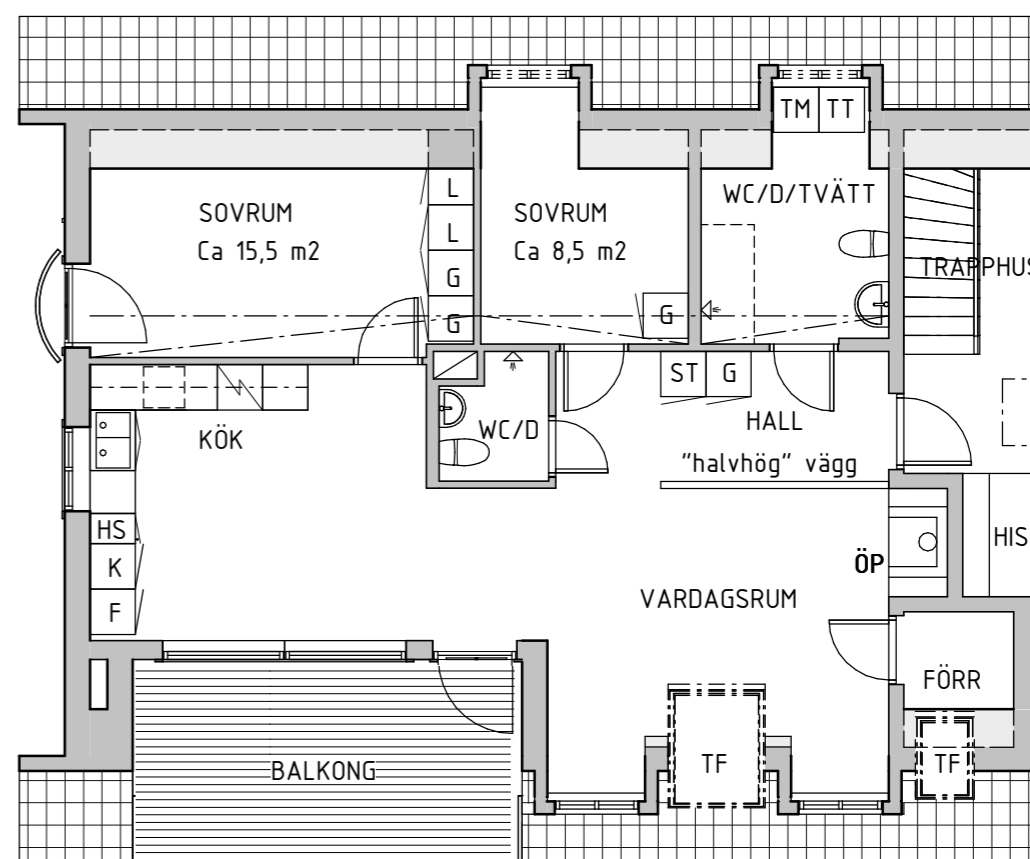 TM TT
L
SOVRUM
Ca 15,5 m2
SOVRUM
Ca 8,5 m2
WC/D/TVÄTT
L
G
G
G
TRAPPHUS
ST G
KÖK
WC/D
HALL
"halvhög" vägg
HS
K
F
ÖP
HIS
VARDAGSRUM
FÖRR
BALKONG
TF
TF